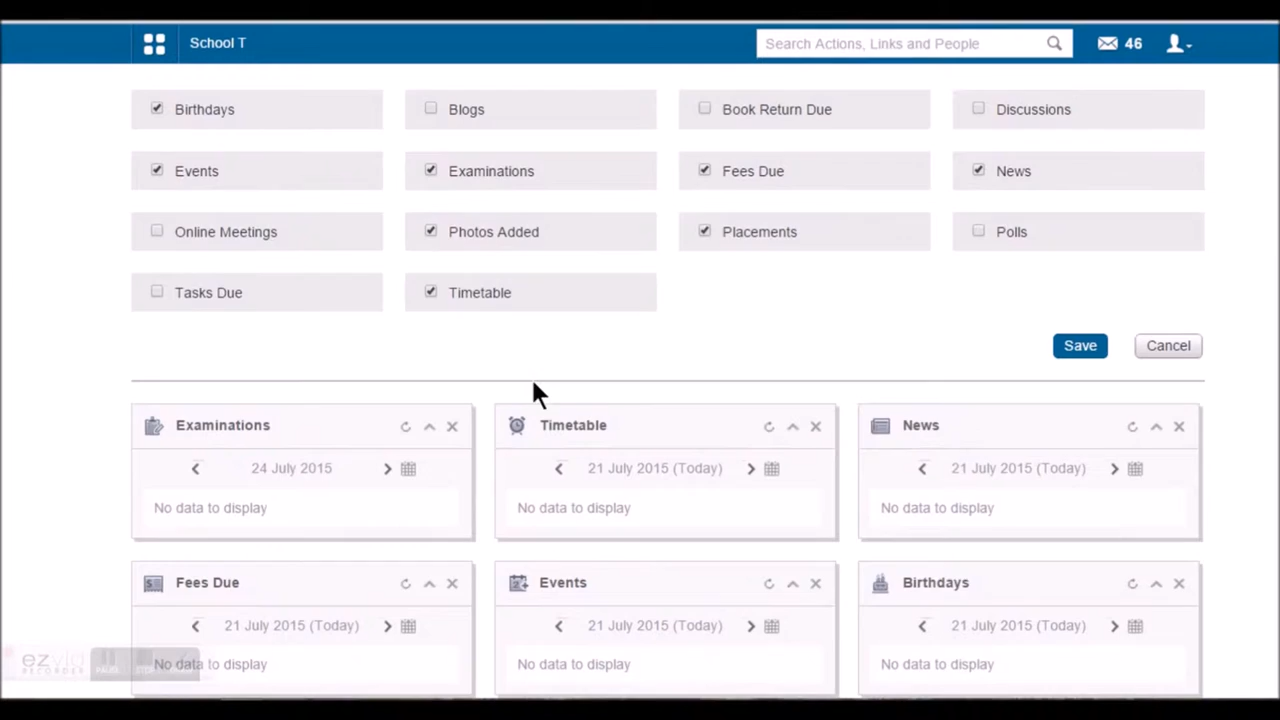 School T
Search Actions, Links and People
46
Birthdays
Blogs
Book Return Due
Discussions
Events
Examinations
Fees Due
News
Online Meetings
Photos Added
Placements
Polls
Tasks Due
Timetable
Save
Cancel
Examinations
Timetable
News
24 July 2015
21 July 2015 (Today)
21 July 2015 (Today)
No data to display
No data to display
No data to display
Fees Due
Events
Birthdays
21 July 2015 (Today)
21 July 2015 (Today)
21 July 2015 (Today)
No data to display
No data to display
No data to display
ezvid
RECORDER
PAUSE
STOP